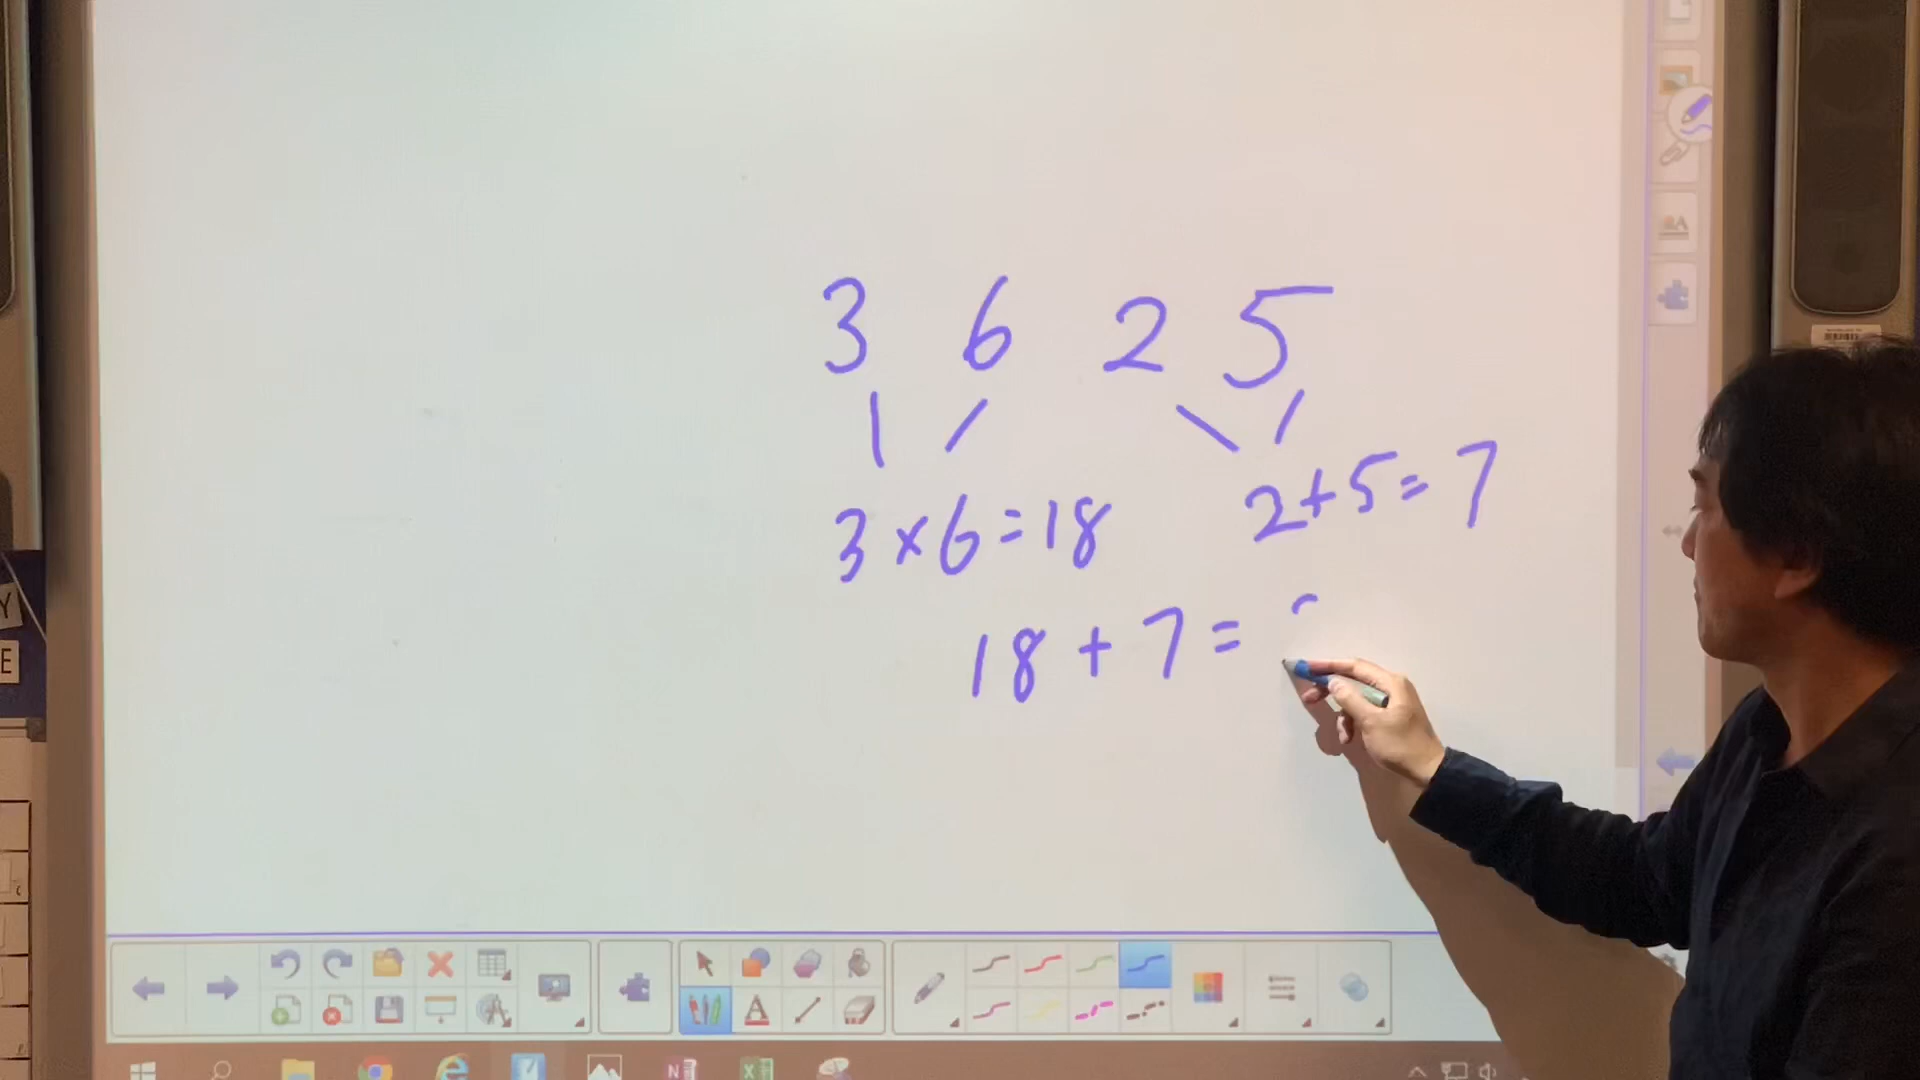 3 6 2 5
3 × 6 = 18
2 + 5 = 7
18 + 7 =
Y
E